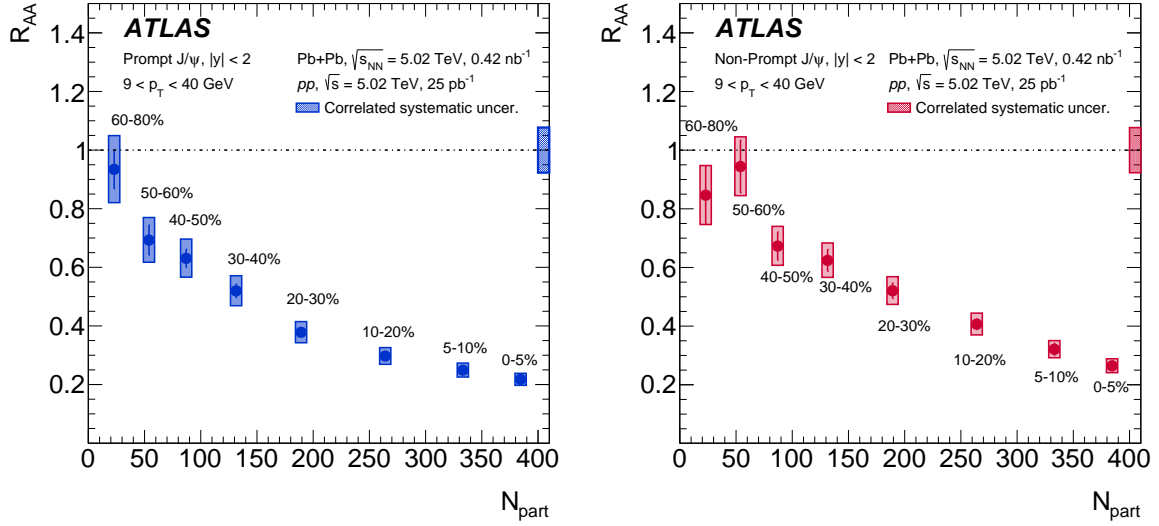 R_AA
1.4
1.2
1
0.8
0.6
0.4
0.2
ATLAS
Prompt J/ψ, |y| < 2
9 < p_T < 40 GeV
Pb+Pb, √s_NN = 5.02 TeV, 0.42 nb⁻¹
pp, √s = 5.02 TeV, 25 pb⁻¹
Correlated systematic uncer.
60-80%
50-60%
40-50%
30-40%
20-30%
10-20%
5-10%
0-5%
0 50 100 150 200 250 300 350 400
N_part
R_AA
1.4
1.2
1
0.8
0.6
0.4
0.2
ATLAS
Non-Prompt J/ψ, |y| < 2
9 < p_T < 40 GeV
Pb+Pb, √s_NN = 5.02 TeV, 0.42 nb⁻¹
pp, √s = 5.02 TeV, 25 pb⁻¹
Correlated systematic uncer.
60-80%
50-60%
40-50%
30-40%
20-30%
10-20%
5-10%
0-5%
0 50 100 150 200 250 300 350 400
N_part